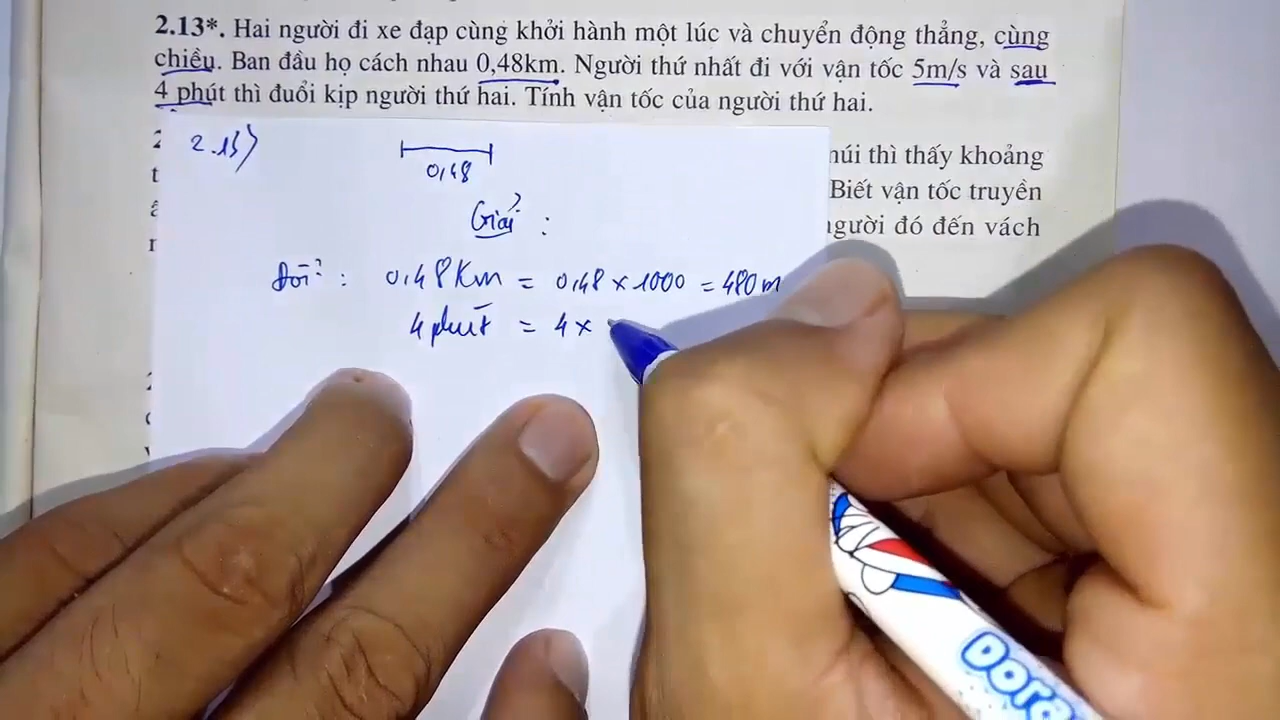 2.13*. Hai người đi xe đạp cùng khởi hành một lúc và chuyển động thẳng, cùng
chiều. Ban đầu họ cách nhau 0,48km. Người thứ nhất đi với vận tốc 5m/s và sau
4 phút thì đuổi kịp người thứ hai. Tính vận tốc của người thứ hai.
núi thì thấy khoảng
Biết vận tốc truyền
người đó đến vách
2.13)
0,48
Giải :
Đổi : 0,48 Km = 0,48 x 1000 = 480m
4 phút = 4 x
Dora